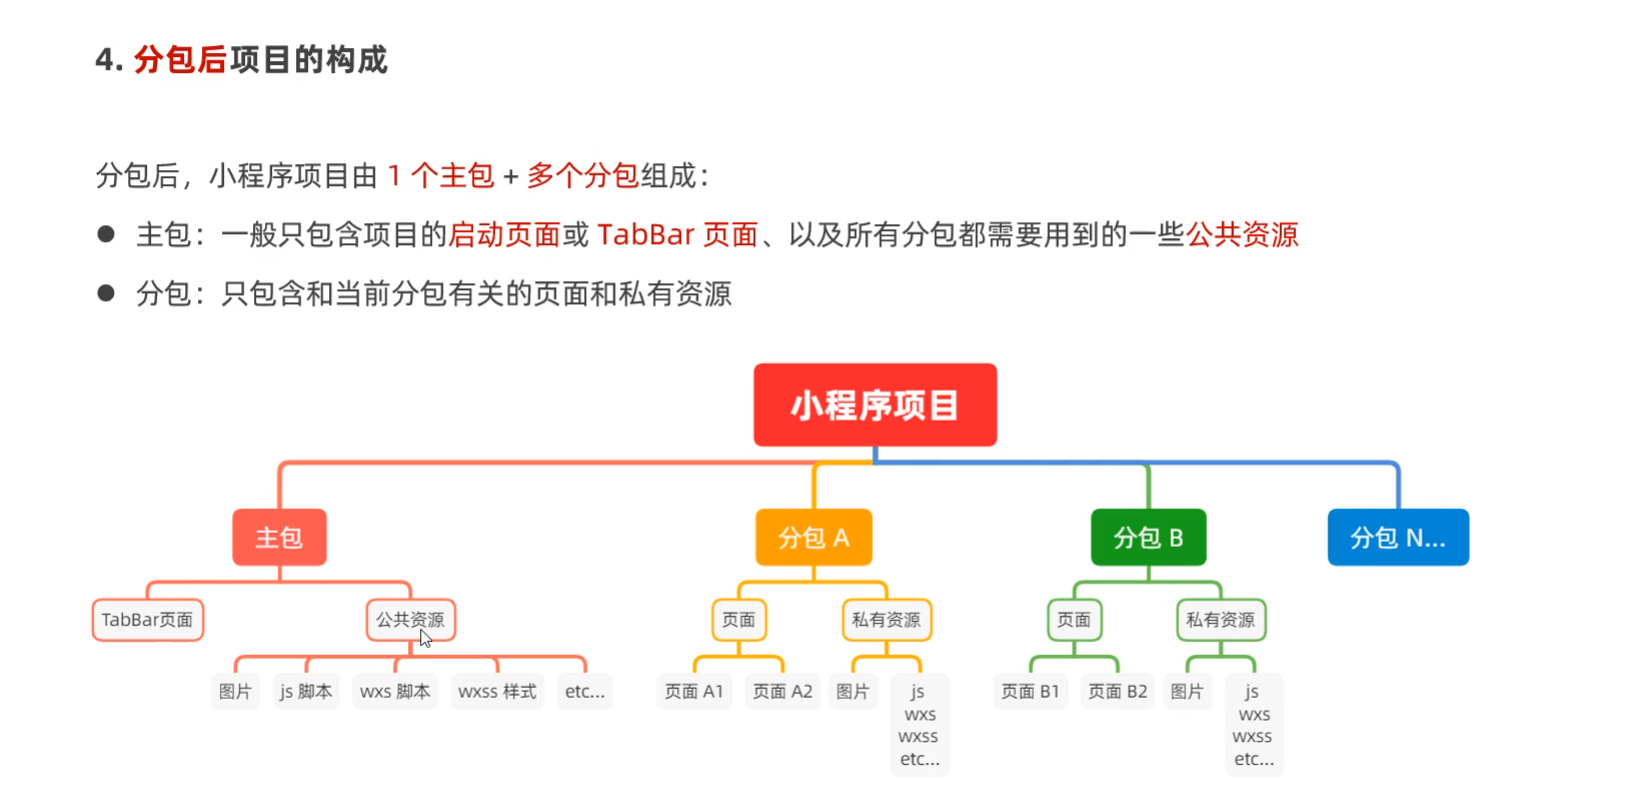 4. 分包后项目的构成
分包后，小程序项目由 1 个主包 + 多个分包组成：
● 主包：一般只包含项目的启动页面或 TabBar 页面、以及所有分包都需要用到的一些公共资源
● 分包：只包含和当前分包有关的页面和私有资源
小程序项目
主包
分包 A
分包 B
分包 N...
TabBar页面
公共资源
页面
私有资源
页面
私有资源
图片
js 脚本
wxs 脚本
wxss 样式
etc...
页面 A1
页面 A2
图片
js
wxs
wxss
etc...
页面 B1
页面 B2
图片
js
wxs
wxss
etc...